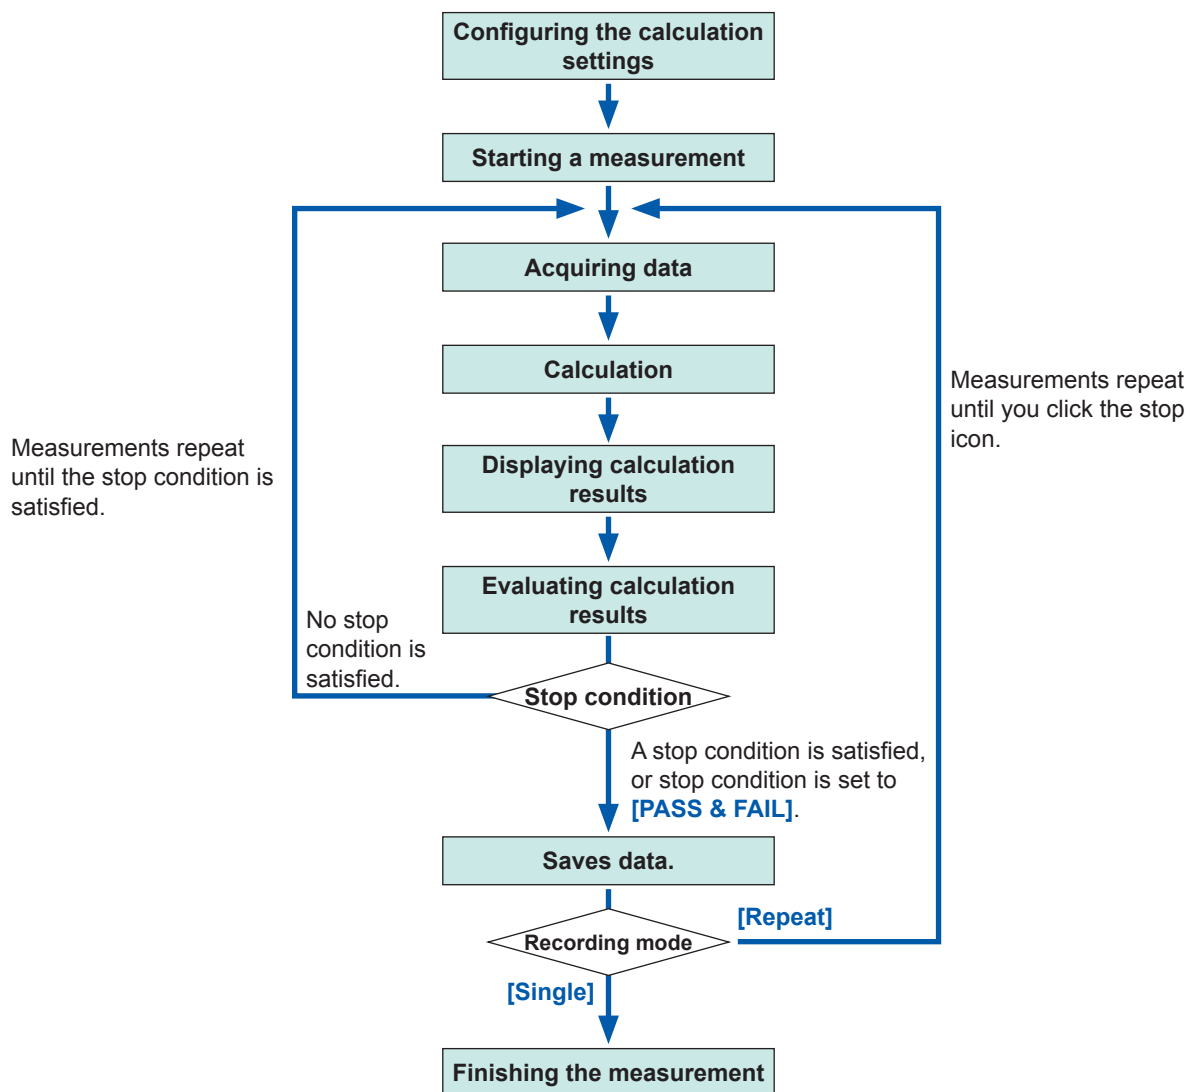 Configuring the calculation
settings
Starting a measurement
Acquiring data
Calculation
Measurements repeat
until you click the stop
icon.
Measurements repeat
until the stop condition is
satisfied.
Displaying calculation
results
Evaluating calculation
results
No stop
condition is
satisfied.
Stop condition
A stop condition is satisfied,
or stop condition is set to
[PASS & FAIL].
Saves data.
Recording mode
[Repeat]
[Single]
Finishing the measurement